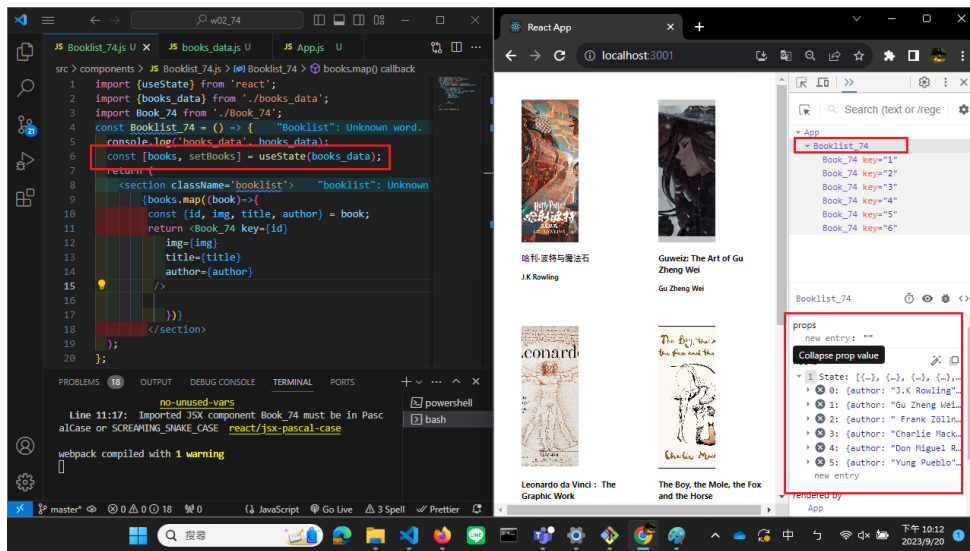 w02_74
JS Booklist_74.js U
JS books_data.js U
JS App.js U
src > components > JS Booklist_74.js > Booklist_74 > books.map() callback
1 import {useState} from 'react';
2 import {books_data} from './books_data';
3 import Book_74 from './Book_74';
4 const Booklist_74 = () => { "Booklist": Unknown word.
5 console.log('books_data', books_data);
6 const [books, setBooks] = useState(books_data);
7 return (
8 <section className='booklist'> "booklist": Unknown
9 {books.map((book)=>{
10 const {id, img, title, author} = book;
11 return <Book_74 key={id}
12 img={img}
13 title={title}
14 author={author}
15 />
16
17 })}
18 </section>
19 );
20 };
PROBLEMS 18 OUTPUT DEBUG CONSOLE TERMINAL PORTS
no-unused-vars
Line 11:17: Imported JSX component Book_74 must be in Pasc
alCase or SCREAMING_SNAKE_CASE react/jsx-pascal-case
webpack compiled with 1 warning
powershell
bash
21
master* 0 0 18 0 JavaScript Go Live 3 Spell Prettier
React App
localhost:3001
哈利·波特与魔法石
J.K Rowling
Guweiz: The Art of Gu
Zheng Wei
Gu Zheng Wei
Leonardo da Vinci : The
Graphic Work
The Boy, the Mole, the Fox
and the Horse
Search (text or /rege
App
Booklist_74
Book_74 key="1"
Book_74 key="2"
Book_74 key="3"
Book_74 key="4"
Book_74 key="5"
Book_74 key="6"
Booklist_74
props
new entry: ""
Collapse prop value
1 State: [{…}, {…}, {…}, {…},…
0: {author: "J.K Rowling"…
1: {author: "Gu Zheng Wei…
2: {author: " Frank Zölln…
3: {author: "Charlie Mack…
4: {author: "Don Miguel R…
5: {author: "Yung Pueblo"…
new entry
rendered by
App
搜尋
中
下午 10:12
2023/9/20
1